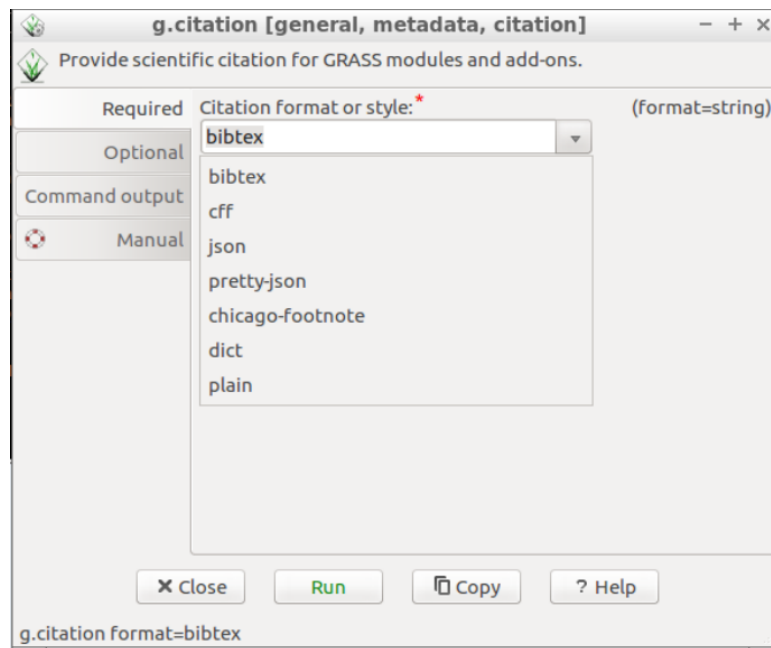 g.citation [general, metadata, citation]
Provide scientific citation for GRASS modules and add-ons.
Required
Citation format or style:* (format=string)
bibtex
Optional
Command output
Manual
bibtex
cff
json
pretty-json
chicago-footnote
dict
plain
Close Run Copy ? Help
g.citation format=bibtex